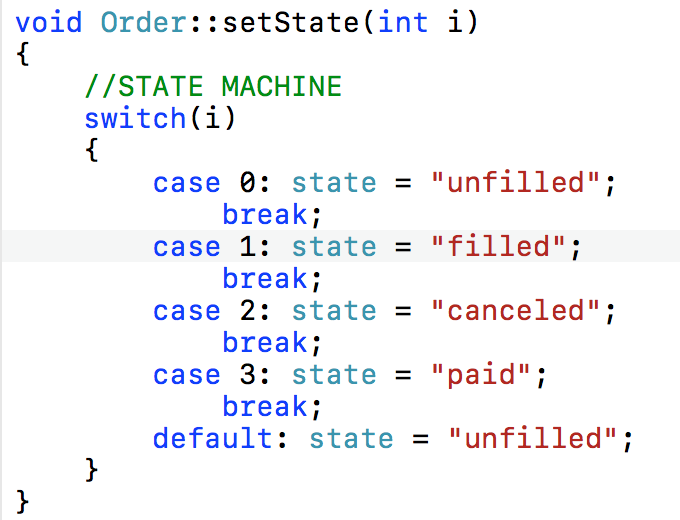 void Order::setState(int i)
{
    //STATE MACHINE
    switch(i)
    {
        case 0: state = "unfilled";
            break;
        case 1: state = "filled";
            break;
        case 2: state = "canceled";
            break;
        case 3: state = "paid";
            break;
        default: state = "unfilled";
    }
}